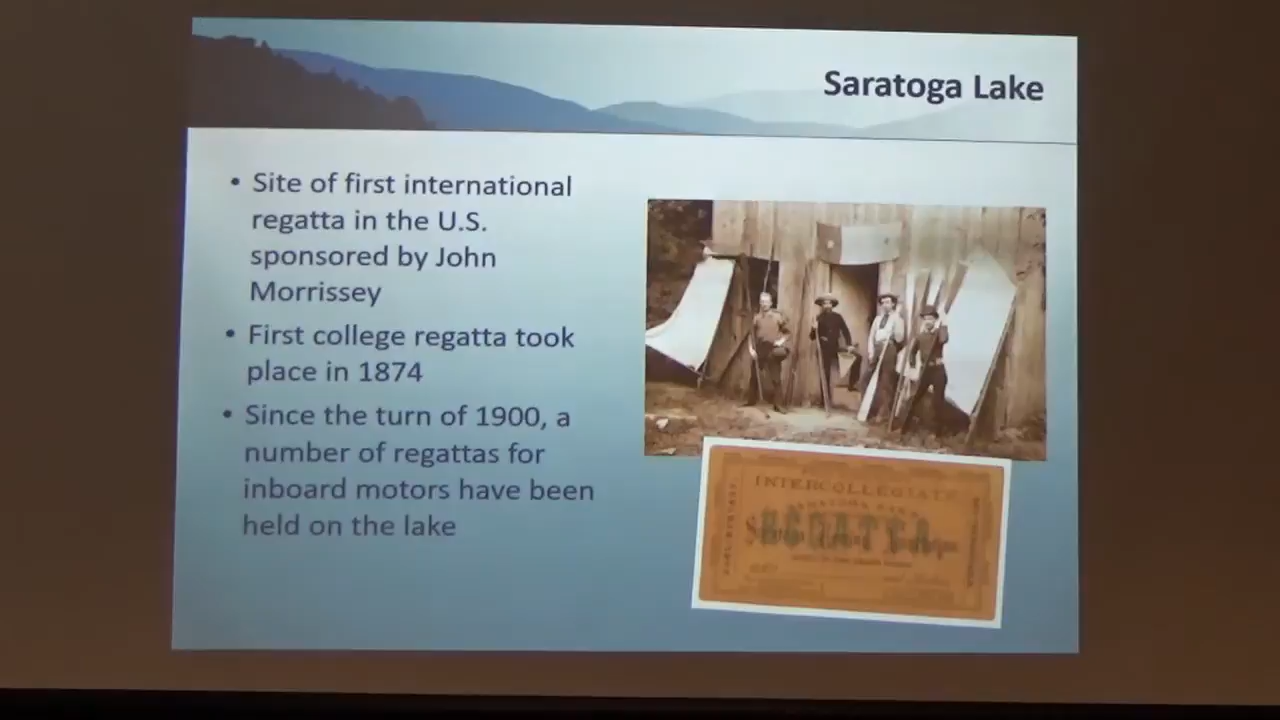 Saratoga Lake
• Site of first international
regatta in the U.S.
sponsored by John
Morrissey
• First college regatta took
place in 1874
• Since the turn of 1900, a
number of regattas for
inboard motors have been
held on the lake
INTERCOLLEGIATE
REGATTA